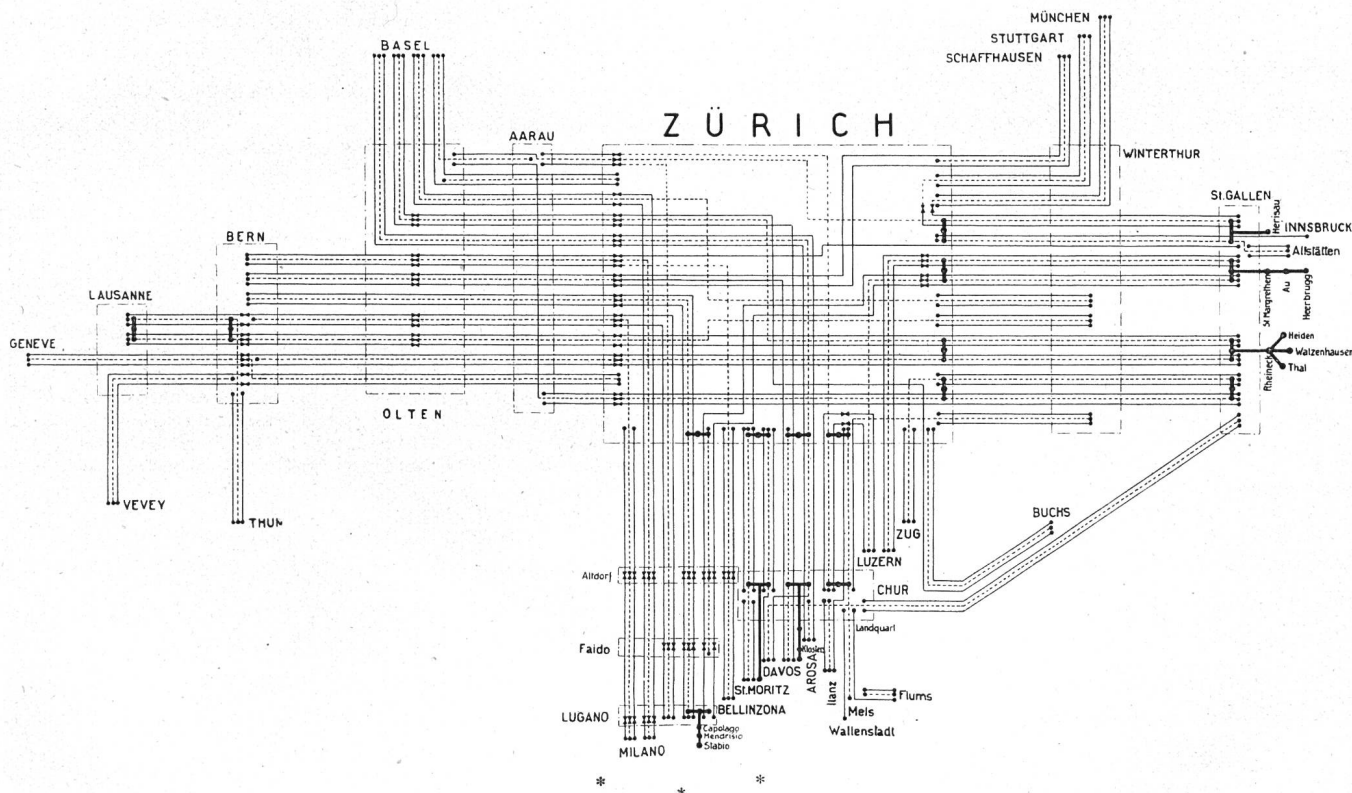 MÜNCHEN
STUTTGART
SCHAFFHAUSEN
BASEL
ZÜRICH
AARAU
WINTERTHUR
St.GALLEN
Herisau
INNSBRUCK
Altstätten
BERN
LAUSANNE
St Margrethen
Au
Heerbrugg
GENEVE
Heiden
Walzenhausen
Rheineck
Thal
OLTEN
VEVEY
THUN
BUCHS
ZUG
LUZERN
Altdorf
CHUR
Landquart
Faido
Klosters
DAVOS
AROSA
St.MORITZ
Ilanz
Flums
BELLINZONA
Mels
LUGANO
Capolago
Mendrisio
Stabio
Wallenstadt
MILANO
* * *